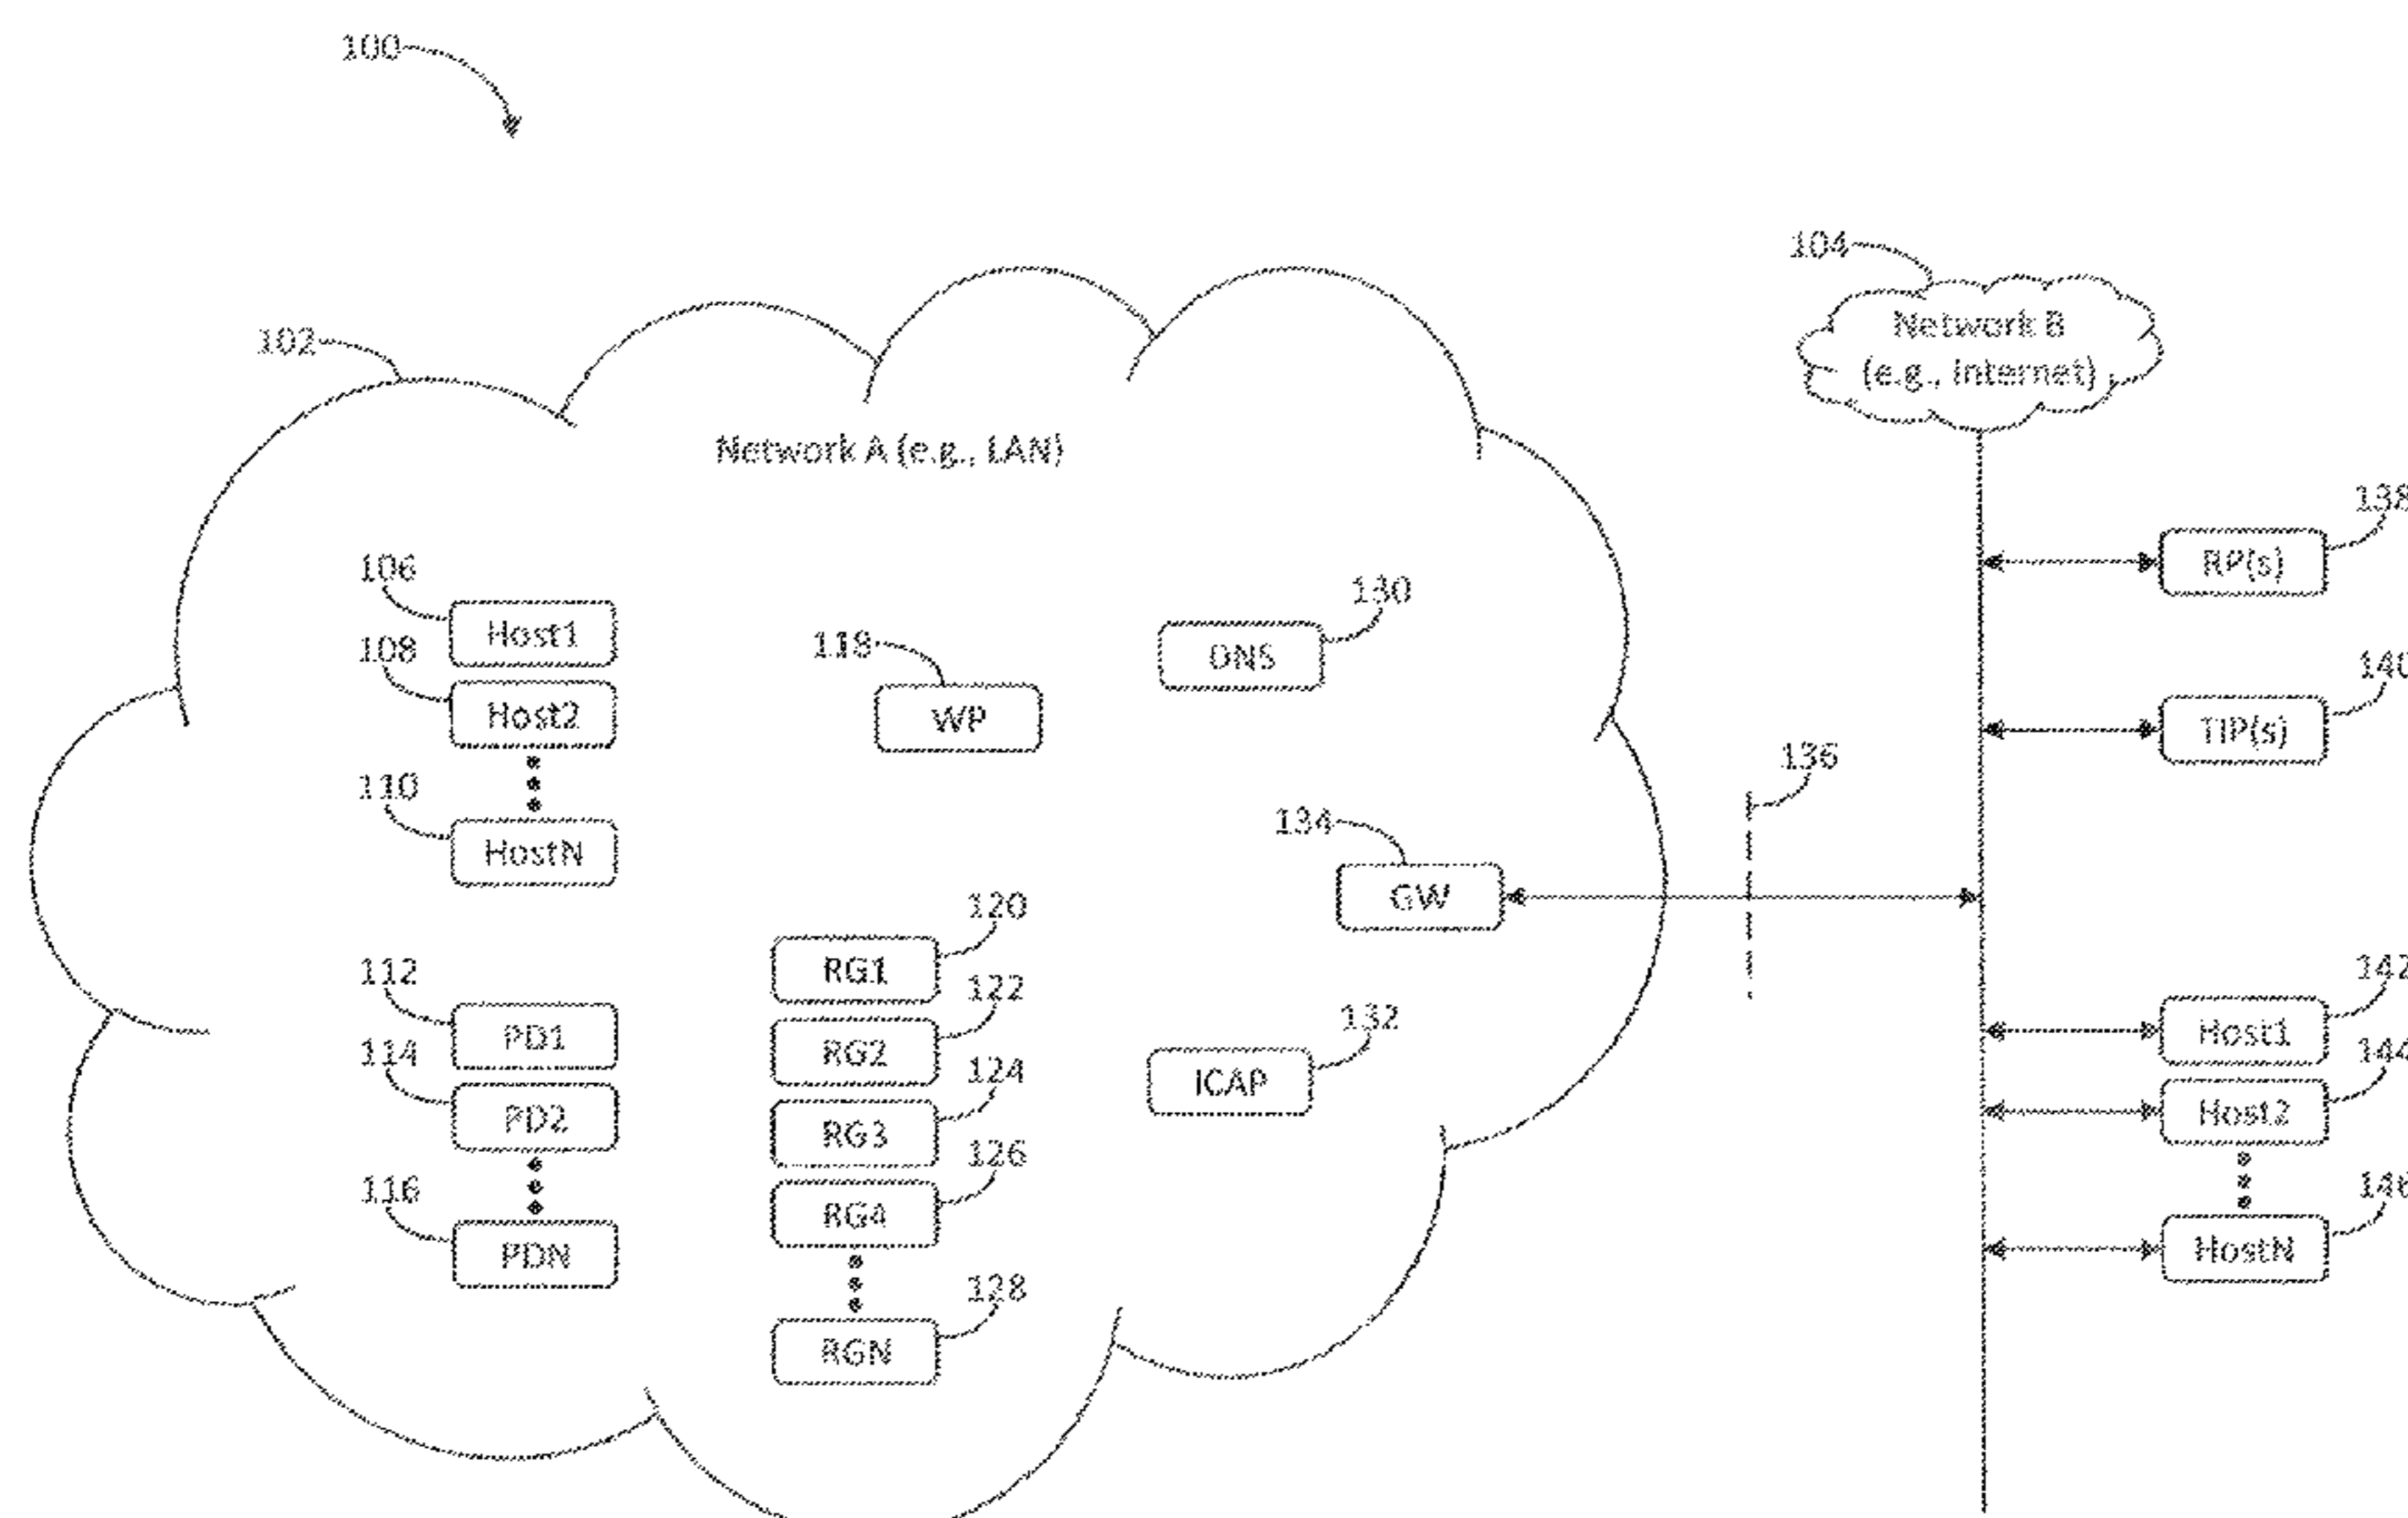 100
104
Network B
(e.g., Internet)
102
Network A (e.g., LAN)
138
RP(s)
106
Host1
130
DNS
108
Host2
118
WP
140
TIP(s)
136
110
HostN
134
GW
120
RG1
112
PD1
122
RG2
132
ICAP
142
Host1
114
PD2
124
RG3
144
Host2
126
RG4
116
PDN
146
HostN
128
RGN